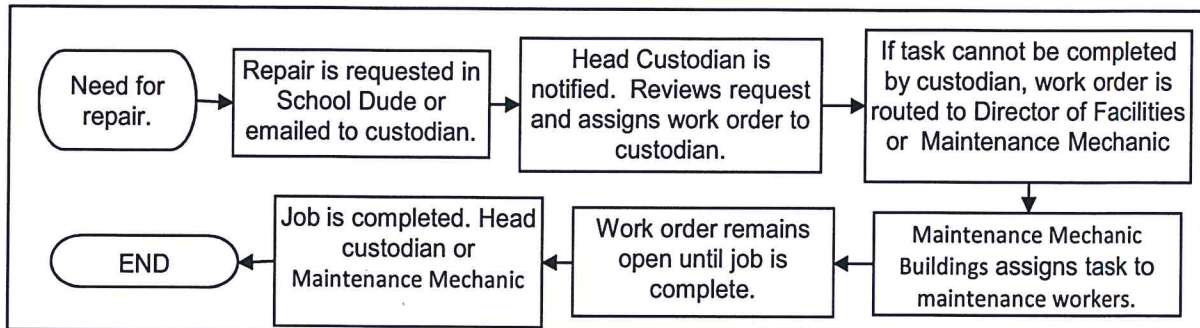 Need for
repair.
Repair is requested in
School Dude or
emailed to custodian.
Head Custodian is
notified. Reviews request
and assigns work order to
custodian.
If task cannot be completed
by custodian, work order is
routed to Director of Facilities
or Maintenance Mechanic
Maintenance Mechanic
Buildings assigns task to
maintenance workers.
Work order remains
open until job is
complete.
Job is completed. Head
custodian or
Maintenance Mechanic
END